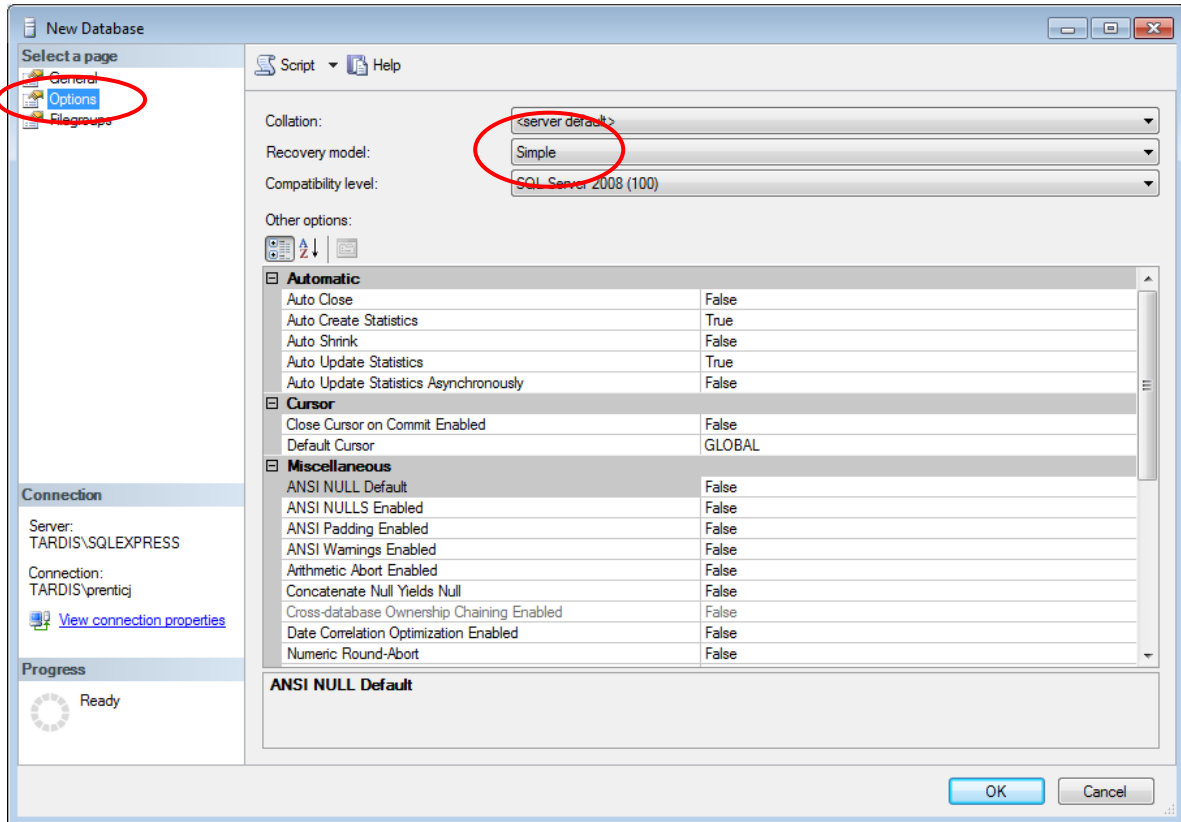 New Database
Select a page
General
Options
Filegroups
Script Help
Collation: <server default>
Recovery model: Simple
Compatibility level: SQL Server 2008 (100)
Other options:
Automatic
Auto Close False
Auto Create Statistics True
Auto Shrink False
Auto Update Statistics True
Auto Update Statistics Asynchronously False
Cursor
Close Cursor on Commit Enabled False
Default Cursor GLOBAL
Miscellaneous
ANSI NULL Default False
ANSI NULLS Enabled False
ANSI Padding Enabled False
ANSI Warnings Enabled False
Arithmetic Abort Enabled False
Concatenate Null Yields Null False
Cross-database Ownership Chaining Enabled False
Date Correlation Optimization Enabled False
Numeric Round-Abort False
ANSI NULL Default
Connection
Server:
TARDIS\SQLEXPRESS
Connection:
TARDIS\prenticj
View connection properties
Progress
Ready
OK Cancel